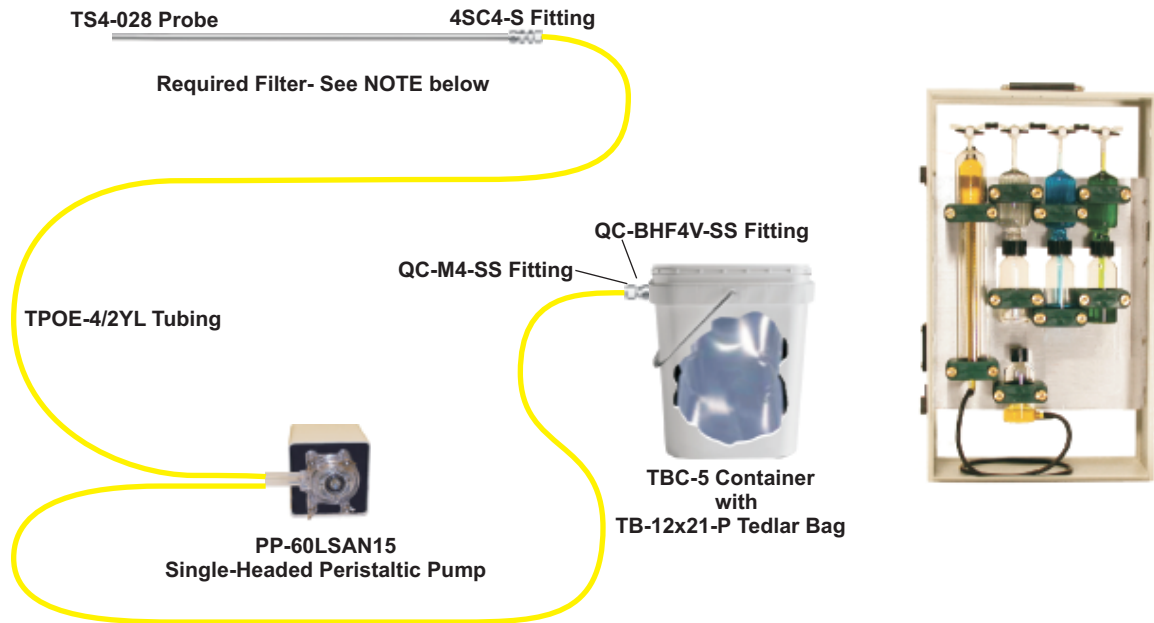 TS4-028 Probe
4SC4-S Fitting
Required Filter- See NOTE below
QC-BHF4V-SS Fitting
QC-M4-SS Fitting
TPOE-4/2YL Tubing
TBC-5 Container
with
TB-12x21-P Tedlar Bag
PP-60LSAN15
Single-Headed Peristaltic Pump